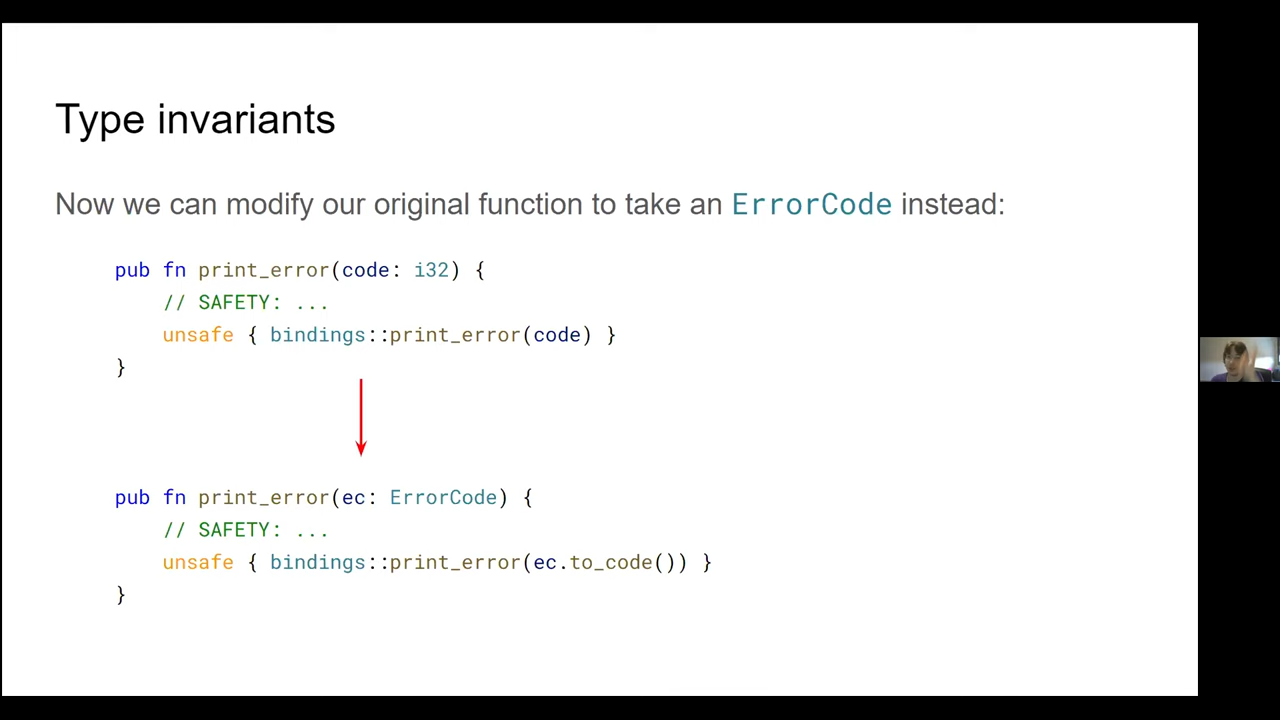 Type invariants
Now we can modify our original function to take an ErrorCode instead:
pub fn print_error(code: i32) {
    // SAFETY: ...
    unsafe { bindings::print_error(code) }
}
pub fn print_error(ec: ErrorCode) {
    // SAFETY: ...
    unsafe { bindings::print_error(ec.to_code()) }
}